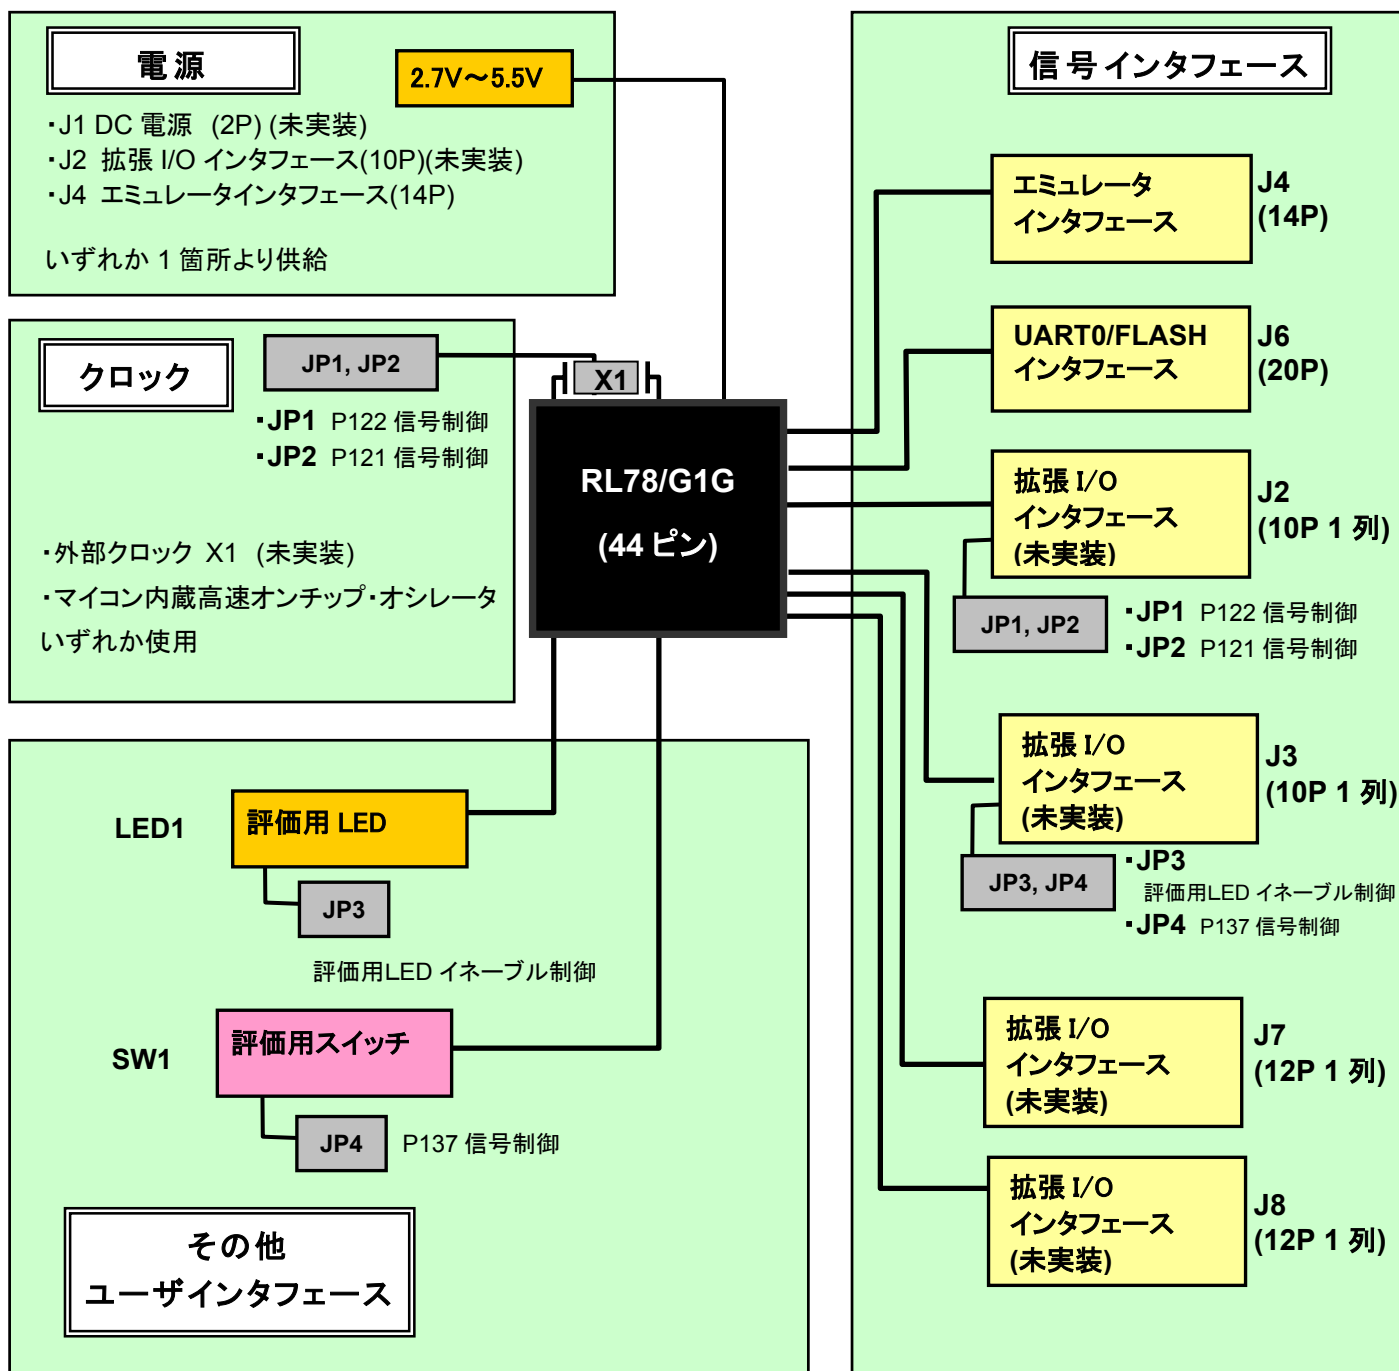 電源
2.7V～5.5V
・J1 DC 電源 (2P) (未実装)
・J2 拡張 I/O インタフェース(10P)(未実装)
・J4 エミュレータインタフェース(14P)
いずれか 1 箇所より供給
クロック
JP1, JP2
X1
・JP1 P122 信号制御
・JP2 P121 信号制御
・外部クロック X1 (未実装)
・マイコン内蔵高速オンチップ・オシレータ
いずれか使用
RL78/G1G
(44 ピン)
LED1
評価用 LED
JP3
評価用LED イネーブル制御
SW1
評価用スイッチ
JP4
P137 信号制御
その他
ユーザインタフェース
信号インタフェース
エミュレータ
インタフェース
J4
(14P)
UART0/FLASH
インタフェース
J6
(20P)
拡張 I/O
インタフェース
(未実装)
J2
(10P 1 列)
JP1, JP2
・JP1 P122 信号制御
・JP2 P121 信号制御
拡張 I/O
インタフェース
(未実装)
J3
(10P 1 列)
JP3, JP4
・JP3
評価用LED イネーブル制御
・JP4 P137 信号制御
拡張 I/O
インタフェース
(未実装)
J7
(12P 1 列)
拡張 I/O
インタフェース
(未実装)
J8
(12P 1 列)